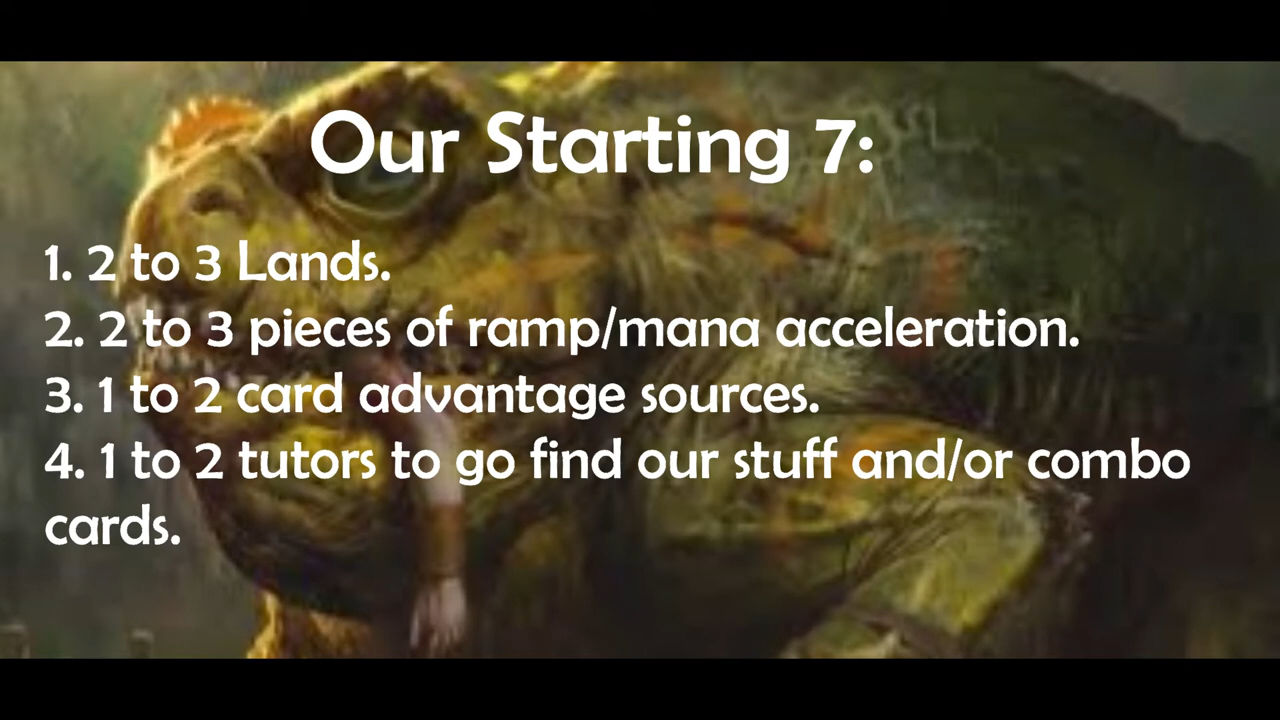 Our Starting 7:
1. 2 to 3 Lands.
2. 2 to 3 pieces of ramp/mana acceleration.
3. 1 to 2 card advantage sources.
4. 1 to 2 tutors to go find our stuff and/or combo
cards.